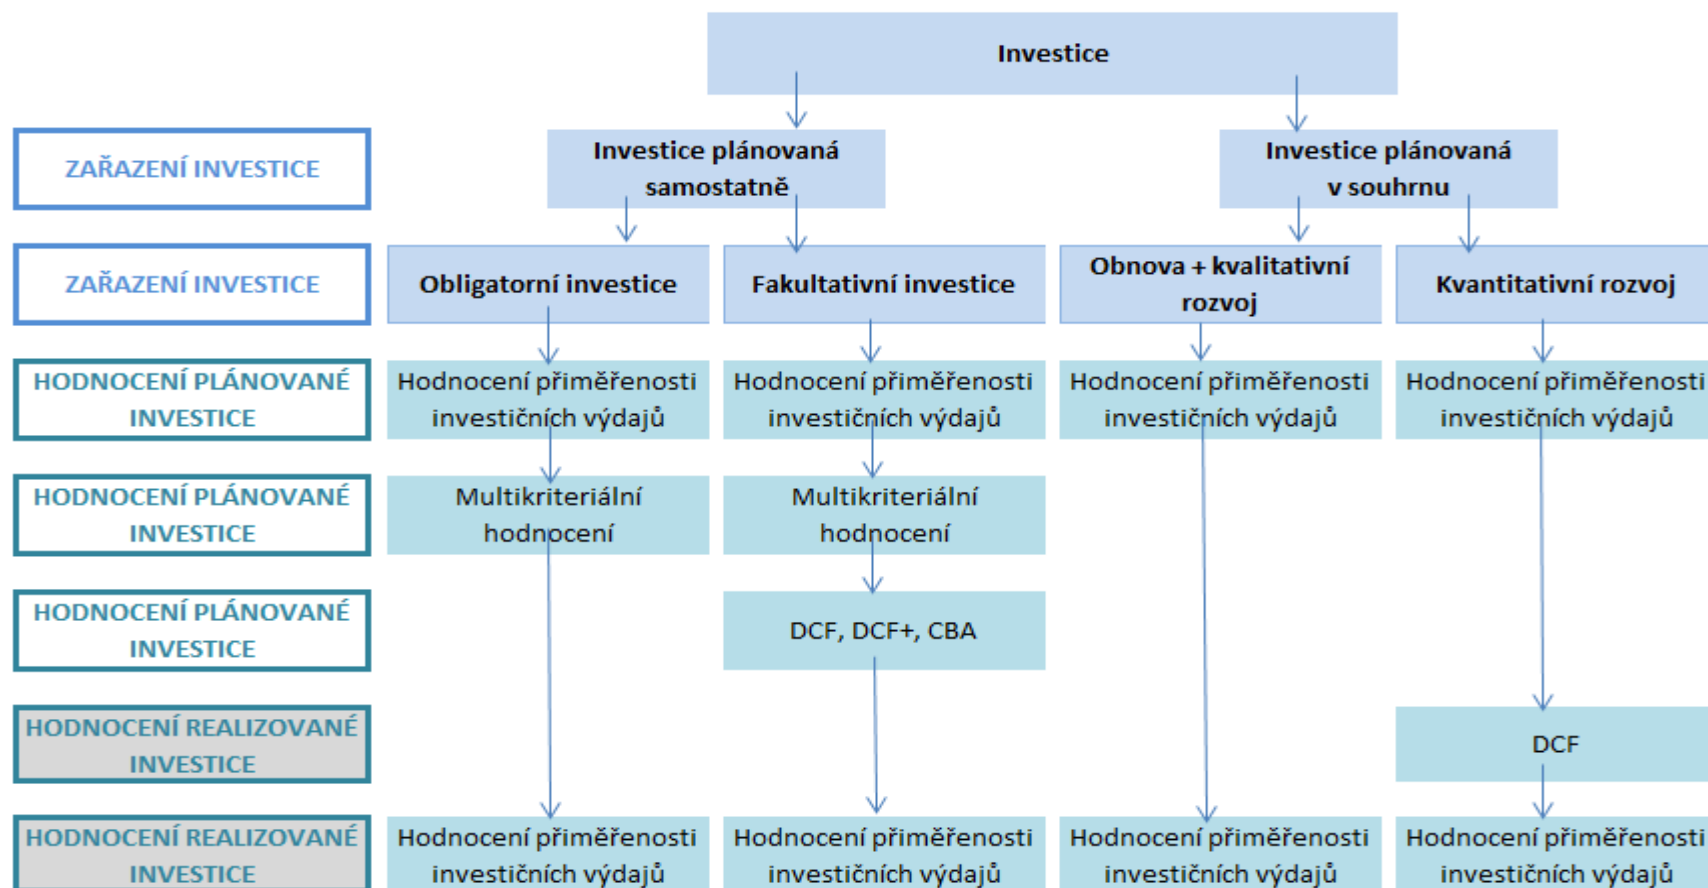 Investice
ZAŘAZENÍ INVESTICE
Investice plánovaná
samostatně
Investice plánovaná
v souhrnu
ZAŘAZENÍ INVESTICE
Obligatorní investice
Fakultativní investice
Obnova + kvalitativní
rozvoj
Kvantitativní rozvoj
HODNOCENÍ PLÁNOVANÉ
INVESTICE
Hodnocení přiměřenosti
investičních výdajů
Hodnocení přiměřenosti
investičních výdajů
Hodnocení přiměřenosti
investičních výdajů
Hodnocení přiměřenosti
investičních výdajů
HODNOCENÍ PLÁNOVANÉ
INVESTICE
Multikriteriální
hodnocení
Multikriteriální
hodnocení
HODNOCENÍ PLÁNOVANÉ
INVESTICE
DCF, DCF+, CBA
HODNOCENÍ REALIZOVANÉ
INVESTICE
DCF
HODNOCENÍ REALIZOVANÉ
INVESTICE
Hodnocení přiměřenosti
investičních výdajů
Hodnocení přiměřenosti
investičních výdajů
Hodnocení přiměřenosti
investičních výdajů
Hodnocení přiměřenosti
investičních výdajů